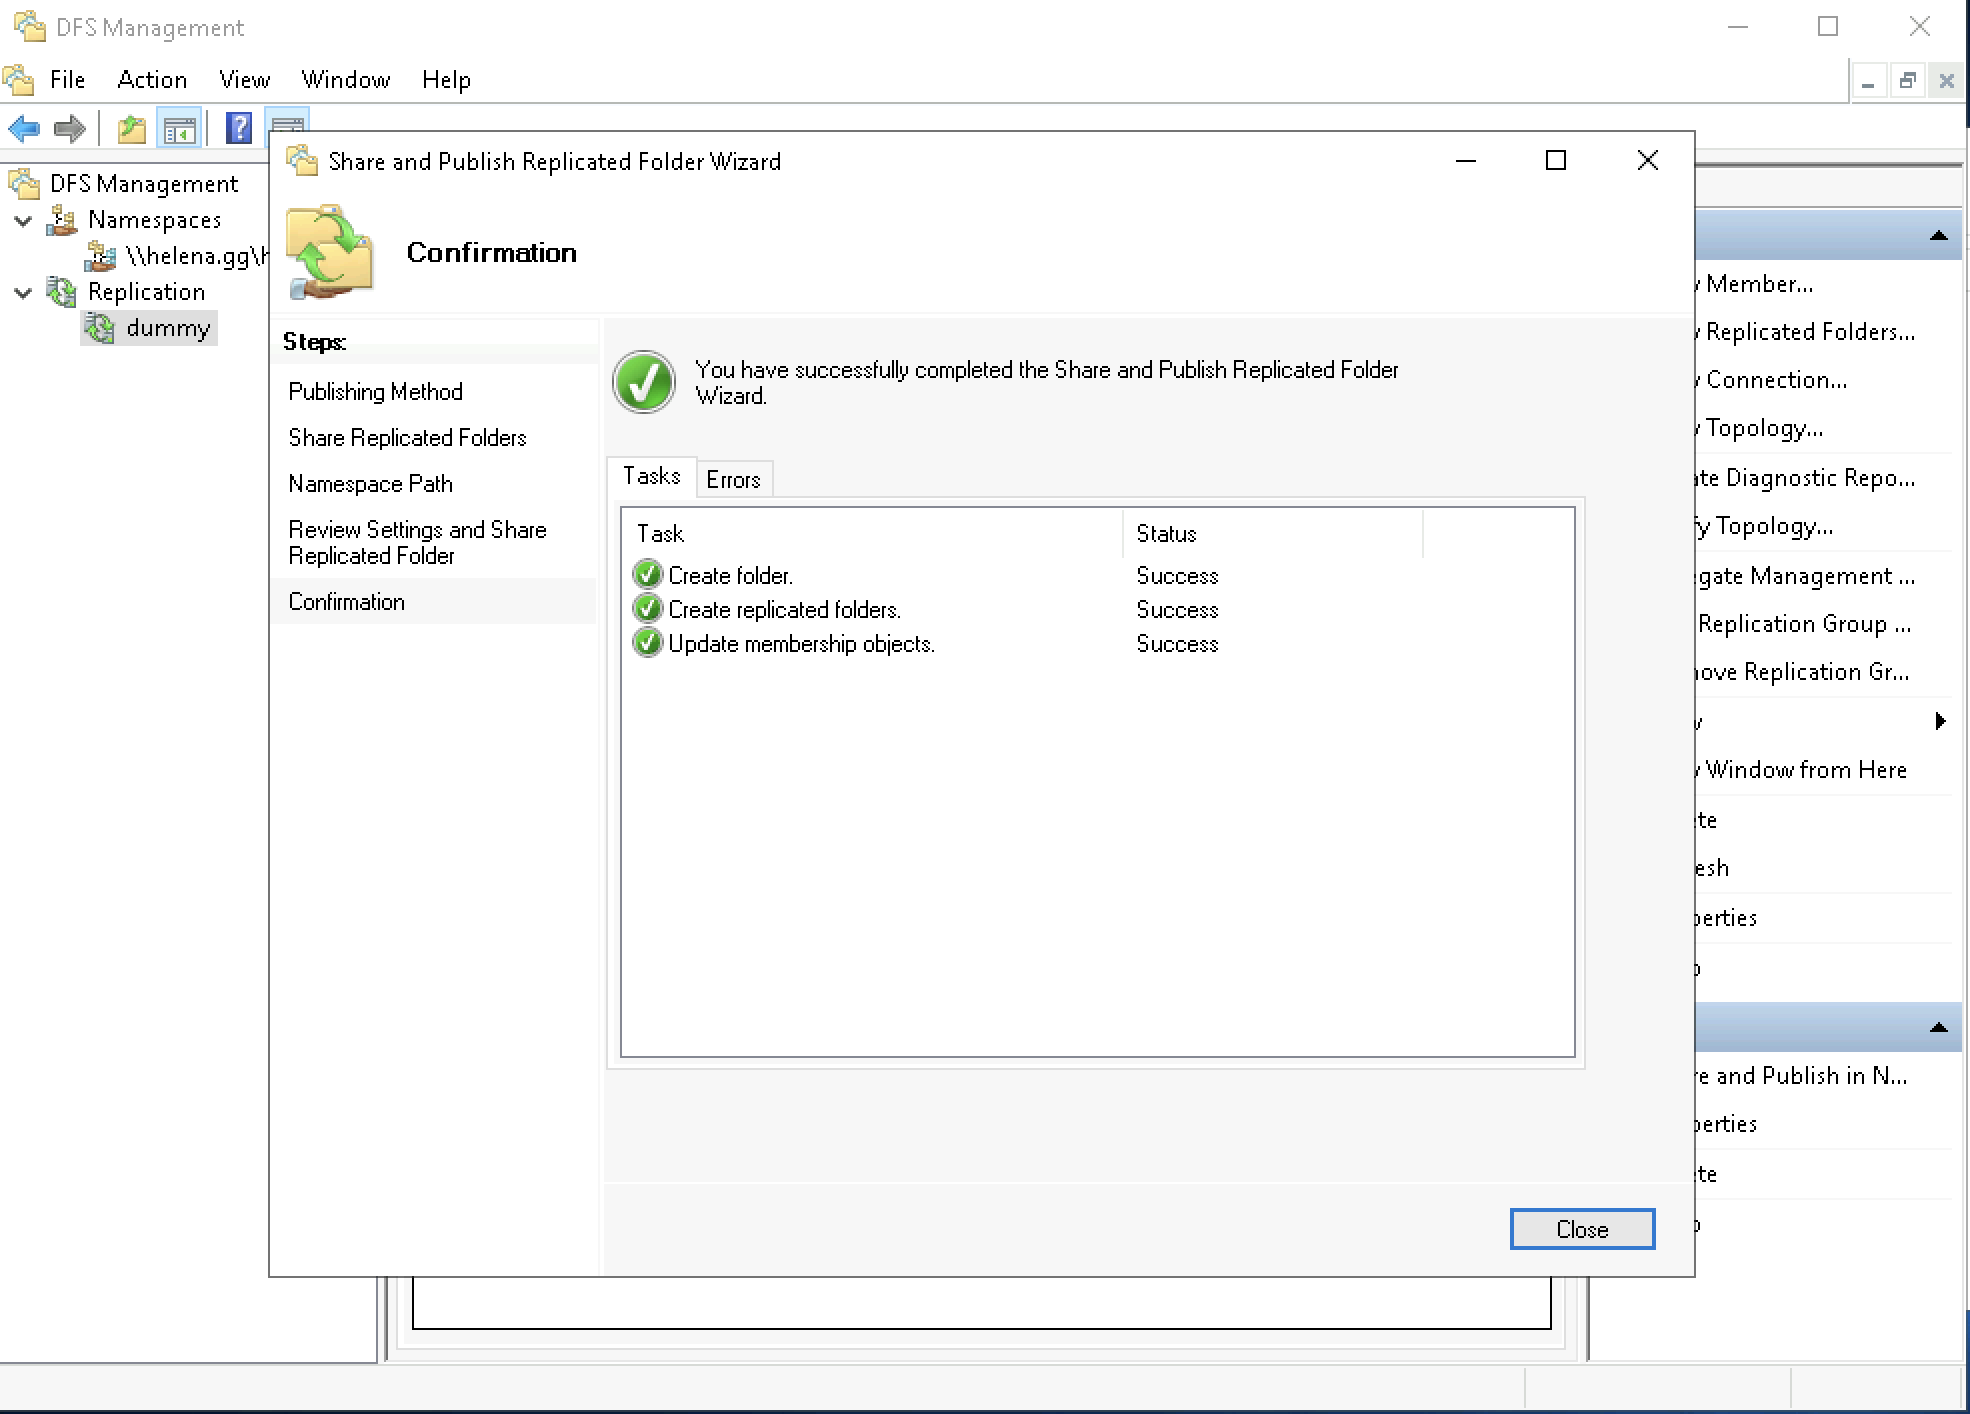 DFS Management
File Action View Window Help
DFS Management
Namespaces
\\helena.gg\h
Replication
dummy
Share and Publish Replicated Folder Wizard
Confirmation
Steps:
Publishing Method
Share Replicated Folders
Namespace Path
Review Settings and Share
Replicated Folder
Confirmation
You have successfully completed the Share and Publish Replicated Folder
Wizard.
Tasks Errors
Task Status
Create folder. Success
Create replicated folders. Success
Update membership objects. Success
Close
Member...
Replicated Folders...
Connection...
Topology...
te Diagnostic Repo...
fy Topology...
gate Management ...
Replication Group ...
ove Replication Gr...
Window from Here
te
esh
perties
e and Publish in N...
perties
te